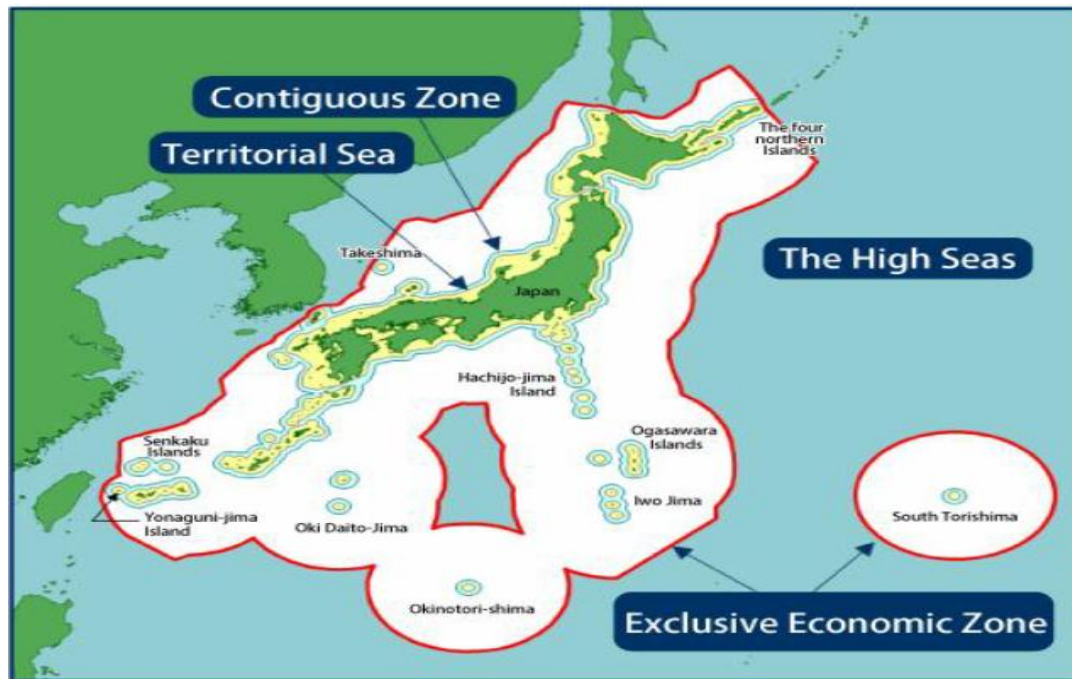 Contiguous Zone
Territorial Sea
The four
northern
Islands
Takeshima
The High Seas
Japan
Hachijo-jima
Island
Ogasawara
Islands
Senkaku
Islands
Iwo Jima
South Torishima
Yonaguni-jima
Island
Oki Daito-Jima
Okinotori-shima
Exclusive Economic Zone